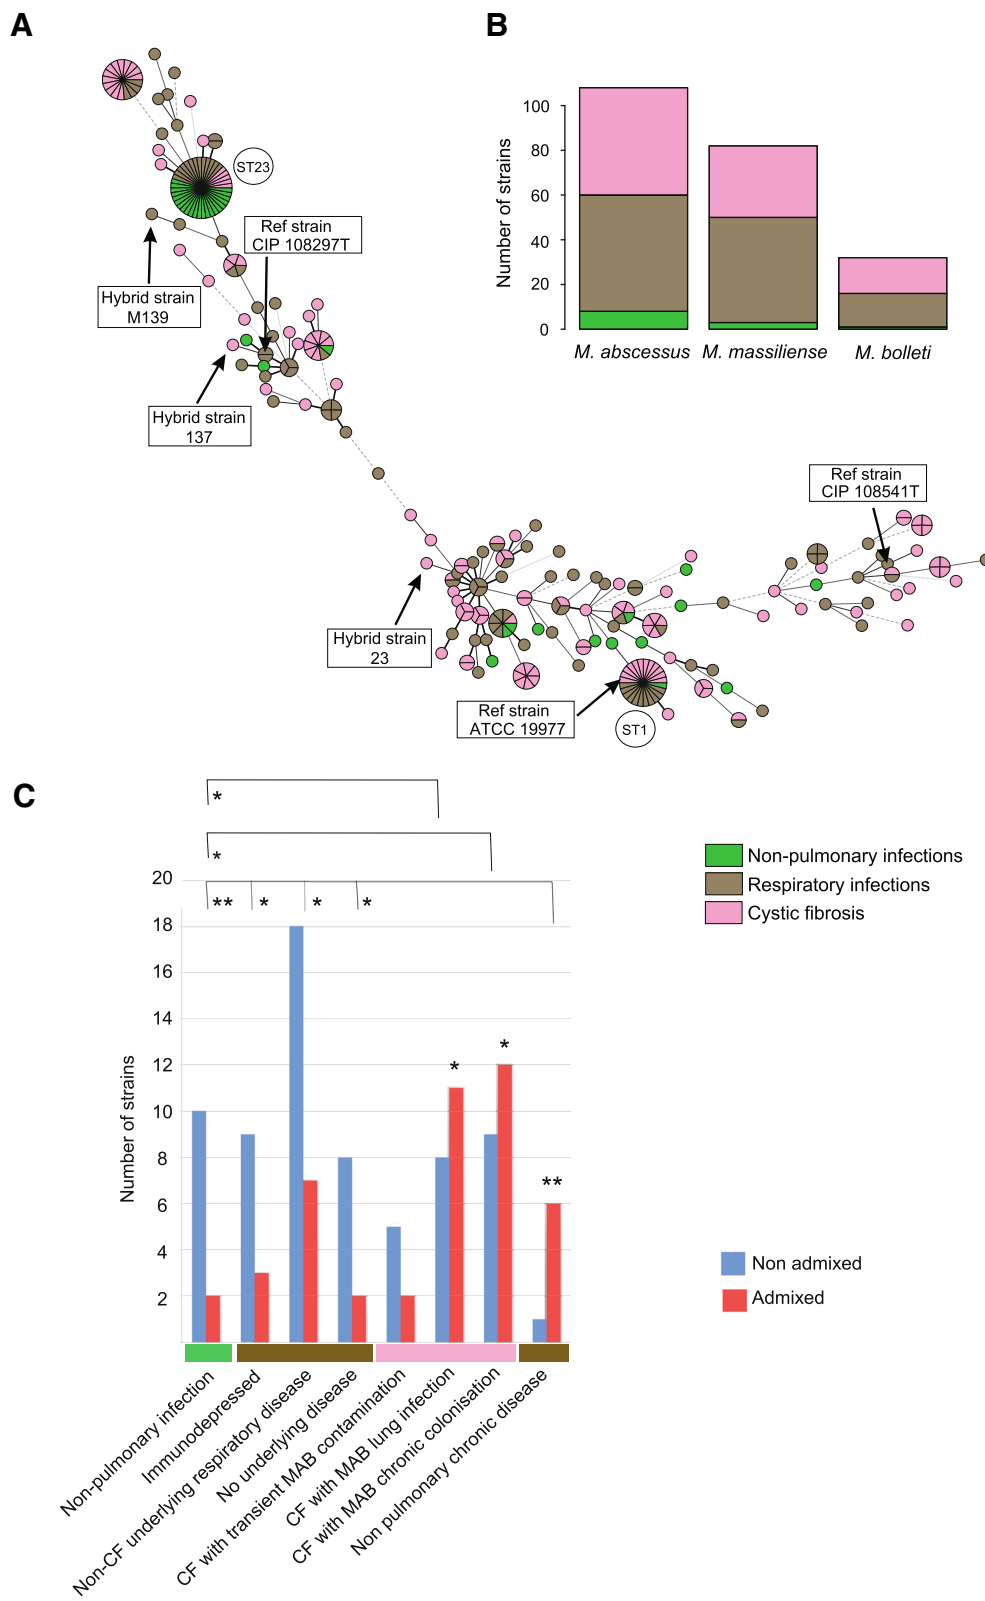 A
B
ST23
Ref strain
CIP 108297T
Hybrid strain
M139
Hybrid strain
137
Number of strains
100
80
60
40
20
0
M. abscessus
M. massiliense
M. bolleti
Ref strain
CIP 108541T
Hybrid strain
23
Ref strain
ATCC 19977
ST1
C
*
*
**
*
*
*
20
18
16
14
12
10
8
6
4
2
Number of strains
*
*
**
Non-pulmonary infection
Immunodepressed
Non-CF underlying respiratory disease
No underlying disease
CF with transient MAB contamination
CF with MAB lung infection
CF with MAB chronic colonisation
Non pulmonary chronic disease
Non-pulmonary infections
Respiratory infections
Cystic fibrosis
Non admixed
Admixed